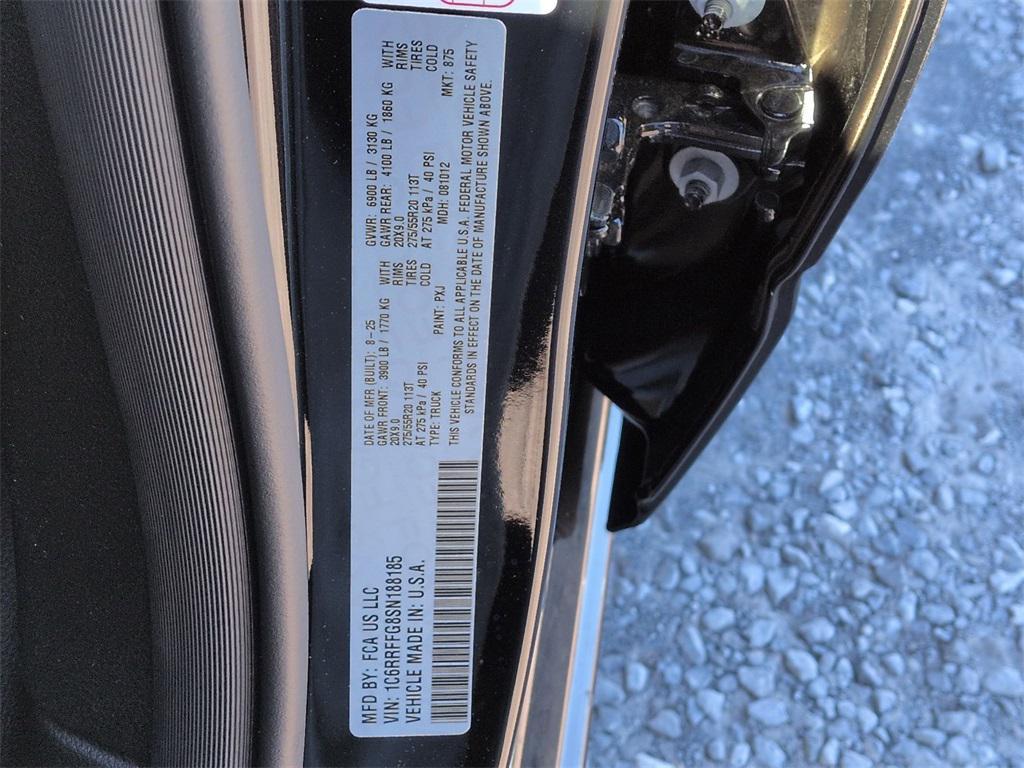 MFD BY: FCA US LLC
VIN: 1C6RRFFG8SN188185
VEHICLE MADE IN: U.S.A.
DATE OF MFR (BUILT): 8-25 GVWR: 6900 LB / 3130 KG
GAWR FRONT: 3900 LB / 1770 KG WITH GAWR REAR: 4100 LB / 1860 KG WITH
20X9.0 RIMS 20X9.0 RIMS
275/55R20 113T TIRES 275/55R20 113T TIRES
AT 275 kPa / 40 PSI COLD AT 275 kPa / 40 PSI COLD
TYPE: TRUCK PAINT: PXJ MDH: 081012 MKT: 875
THIS VEHICLE CONFORMS TO ALL APPLICABLE U.S.A. FEDERAL MOTOR VEHICLE SAFETY
STANDARDS IN EFFECT ON THE DATE OF MANUFACTURE SHOWN ABOVE.